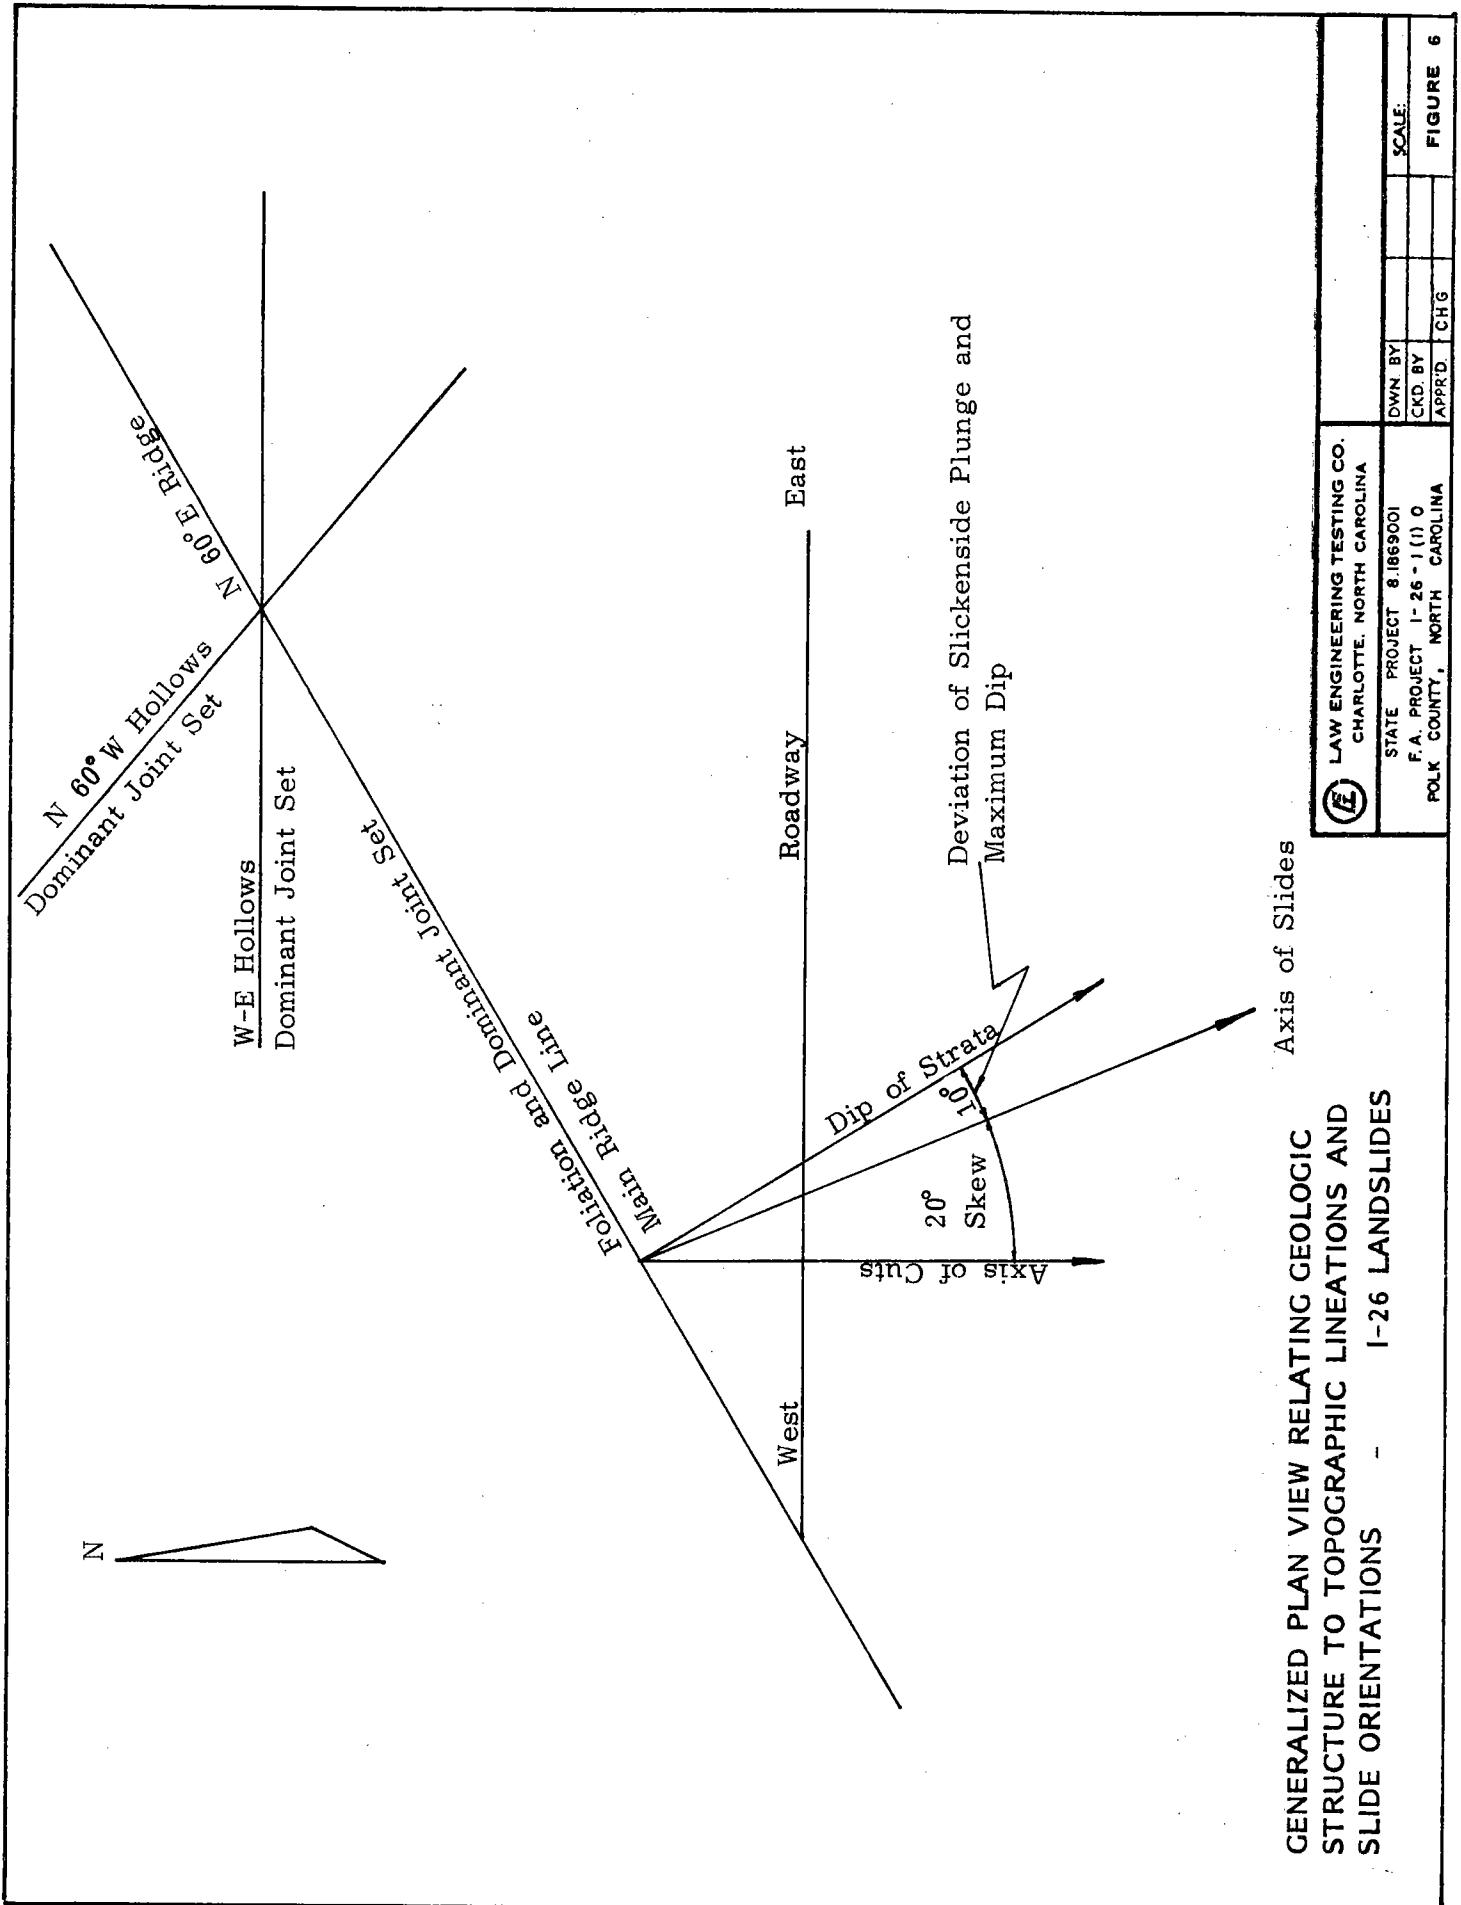 N
N 60° W Hollows
Dominant Joint Set
N 60° E Ridge
W-E Hollows
Dominant Joint Set
Foliation and Dominant Joint Set
Main Ridge Line
West
Roadway
East
Axis of Cuts
20°
Skew
Dip of Strata
10°
Deviation of Slickenside Plunge and
Maximum Dip
Axis of Slides
GENERALIZED PLAN VIEW RELATING GEOLOGIC
STRUCTURE TO TOPOGRAPHIC LINEATIONS AND
SLIDE ORIENTATIONS - I-26 LANDSLIDES
LE
LAW ENGINEERING TESTING CO.
CHARLOTTE, NORTH CAROLINA
STATE PROJECT 8.1869001
F.A. PROJECT I-26-1(1) 0
POLK COUNTY, NORTH CAROLINA
DWN. BY
CKD. BY
APPR'D. CHG
SCALE:
FIGURE 6